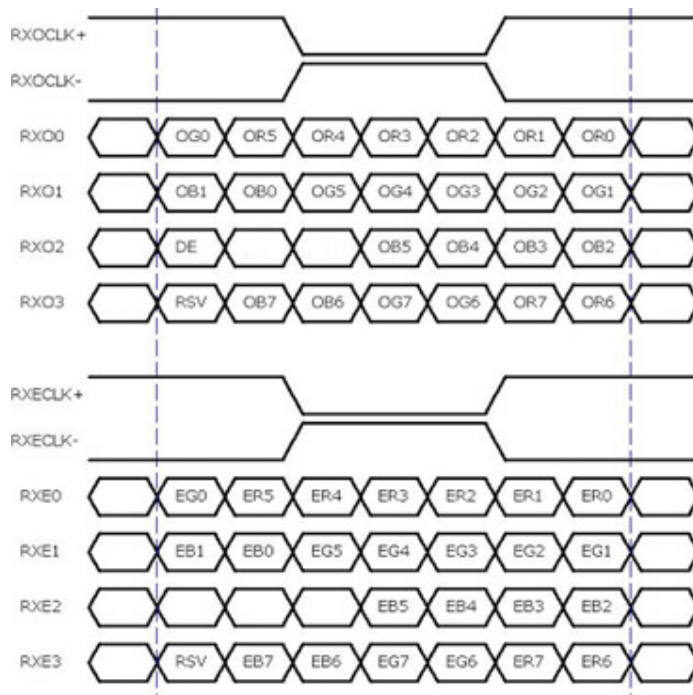 RXOCLK+
RXOCLK-
RXO0 OG0 OR5 OR4 OR3 OR2 OR1 OR0
RXO1 OB1 OB0 OG5 OG4 OG3 OG2 OG1
RXO2 DE OB5 OB4 OB3 OB2
RXO3 RSV OB7 OB6 OG7 OG6 OR7 OR6
RXECLK+
RXECLK-
RXE0 EG0 ER5 ER4 ER3 ER2 ER1 ER0
RXE1 EB1 EB0 EG5 EG4 EG3 EG2 EG1
RXE2 EB5 EB4 EB3 EB2
RXE3 RSV EB7 EB6 EG7 EG6 ER7 ER6